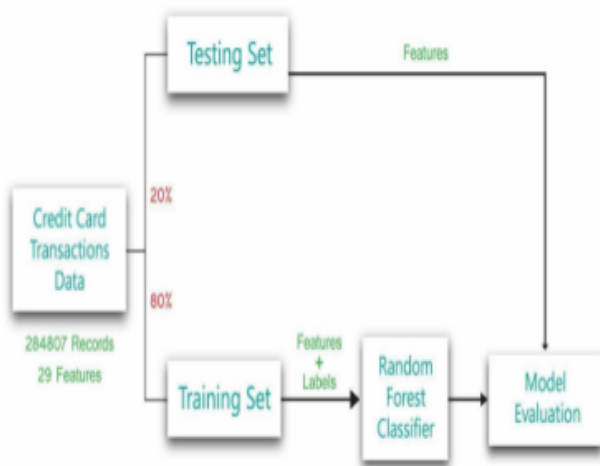 Testing Set
Features
20%
Credit Card
Transactions
Data
80%
284807 Records
29 Features
Training Set
Features
+
Labels
Random
Forest
Classifier
Model
Evaluation